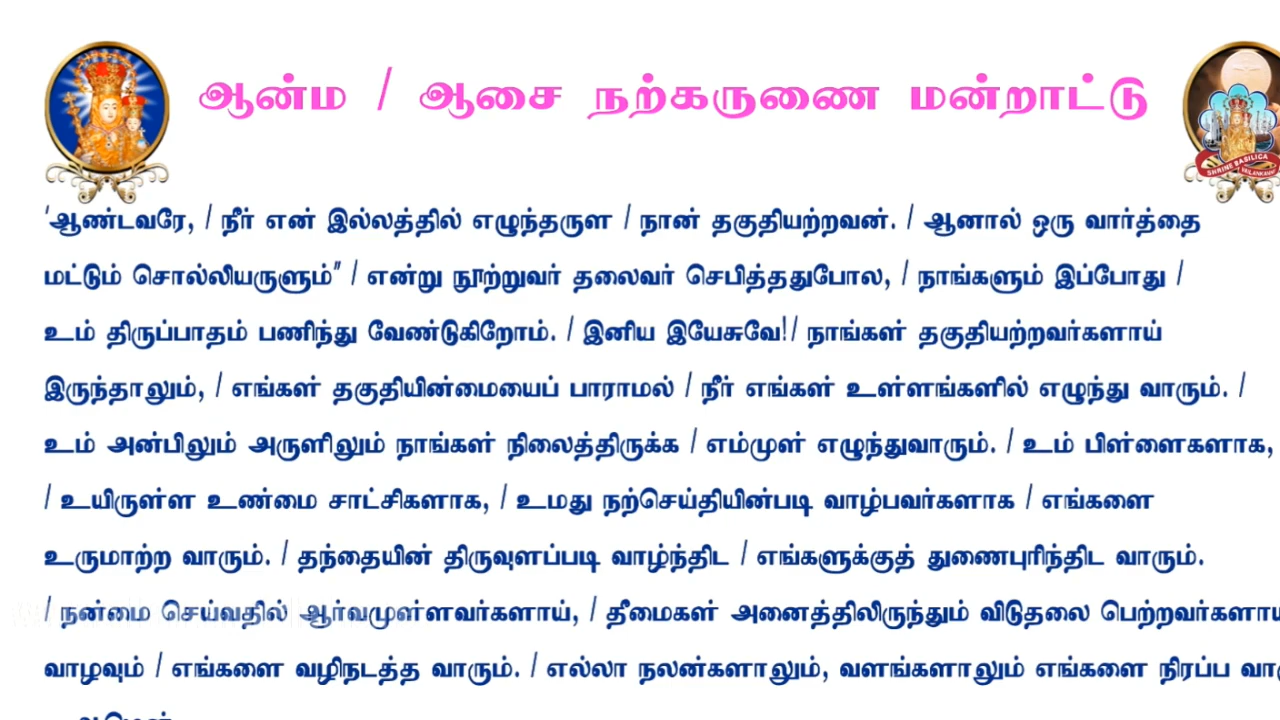 ஆன்ம / ஆசை நற்கருணை மன்றாட்டு
SHRINE BASILICA
'ஆண்டவரே, / நீர் என் இல்லத்தில் எழுந்தருள / நான் தகுதியற்றவன். / ஆனால் ஒரு வார்த்தை
மட்டும் சொல்லியருளும்" / என்று நூற்றுவர் தலைவர் செபித்ததுபோல, / நாங்களும் இப்போது /
உம் திருப்பாதம் பணிந்து வேண்டுகிறோம். / இனிய இயேசுவே!/ நாங்கள் தகுதியற்றவர்களாய்
இருந்தாலும், / எங்கள் தகுதியின்மையைப் பாராமல் / நீர் எங்கள் உள்ளங்களில் எழுந்து வாரும். /
உம் அன்பிலும் அருளிலும் நாங்கள் நிலைத்திருக்க / எம்முள் எழுந்துவாரும். / உம் பிள்ளைகளாக,
/ உயிருள்ள உண்மை சாட்சிகளாக, / உமது நற்செய்தியின்படி வாழ்பவர்களாக / எங்களை
உருமாற்ற வாரும். / தந்தையின் திருவுளப்படி வாழ்ந்திட / எங்களுக்குத் துணைபுரிந்திட வாரும்.
/ நன்மை செய்வதில் ஆர்வமுள்ளவர்களாய், / தீமைகள் அனைத்திலிருந்தும் விடுதலை பெற்றவர்களாய்
வாழவும் / எங்களை வழிநடத்த வாரும். / எல்லா நலன்களாலும், வளங்களாலும் எங்களை நிரப்ப